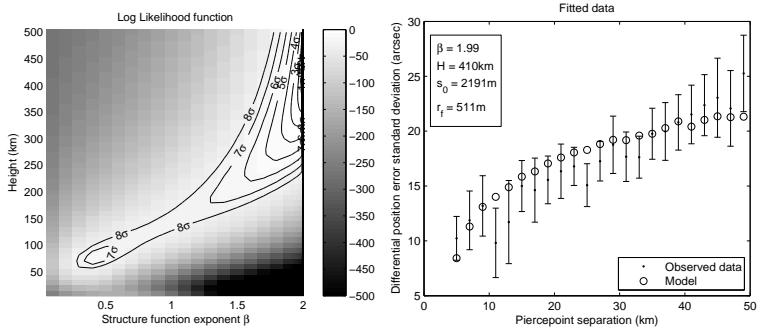 Log Likelihood function
Height (km)
500
450
400
350
300
250
200
150
100
50
0.5
1
1.5
2
Structure function exponent β
8σ
7σ
8σ
8σ
7σ
6σ
5σ
4σ
3σ
7σ
0
−50
−100
−150
−200
−250
−300
−350
−400
−450
−500
Fitted data
Differential position error standard deviation (arcsec)
30
25
20
15
10
5
β = 1.99
H = 410km
s0 = 2191m
rf = 511m
Observed data
Model
0
10
20
30
40
50
Piercepoint separation (km)